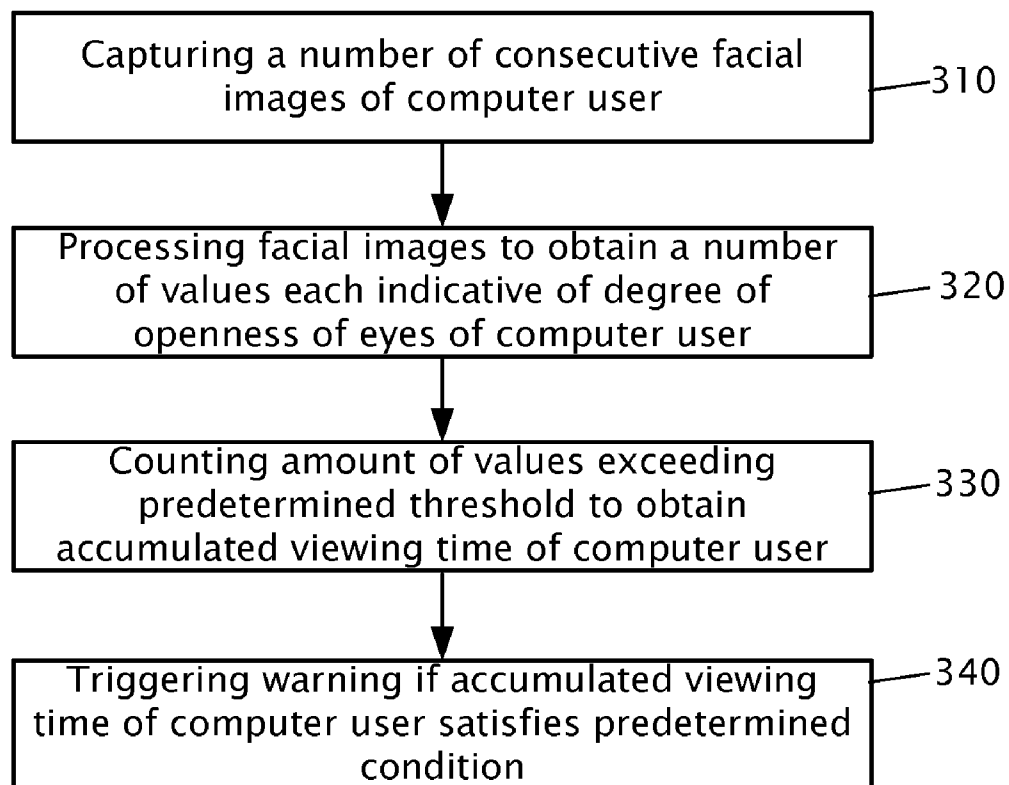 Capturing a number of consecutive facial
images of computer user
310
Processing facial images to obtain a number
of values each indicative of degree of
openness of eyes of computer user
320
Counting amount of values exceeding
predetermined threshold to obtain
accumulated viewing time of computer user
330
Triggering warning if accumulated viewing
time of computer user satisfies predetermined
condition
340